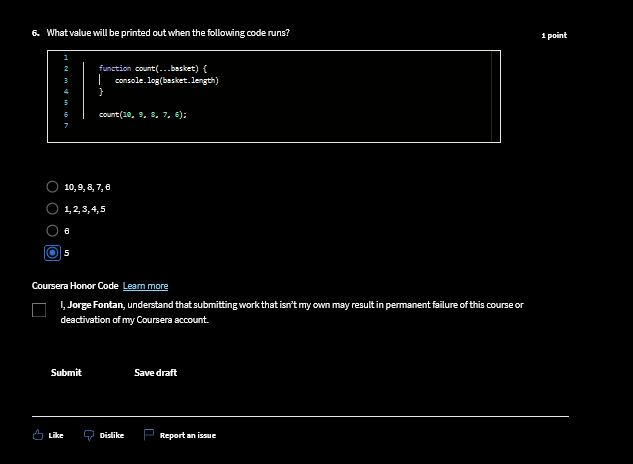 6. What value will be printed out when the following code runs?
1 point
1
2 function count(...basket) {
3 console.log(basket.length)
4 }
5
6 count(10, 9, 8, 7, 6);
7
10, 9, 8, 7, 6
1, 2, 3, 4, 5
6
5
Coursera Honor Code Learn more
I, Jorge Fontan, understand that submitting work that isn't my own may result in permanent failure of this course or
deactivation of my Coursera account.
Submit Save draft
Like Dislike Report an issue